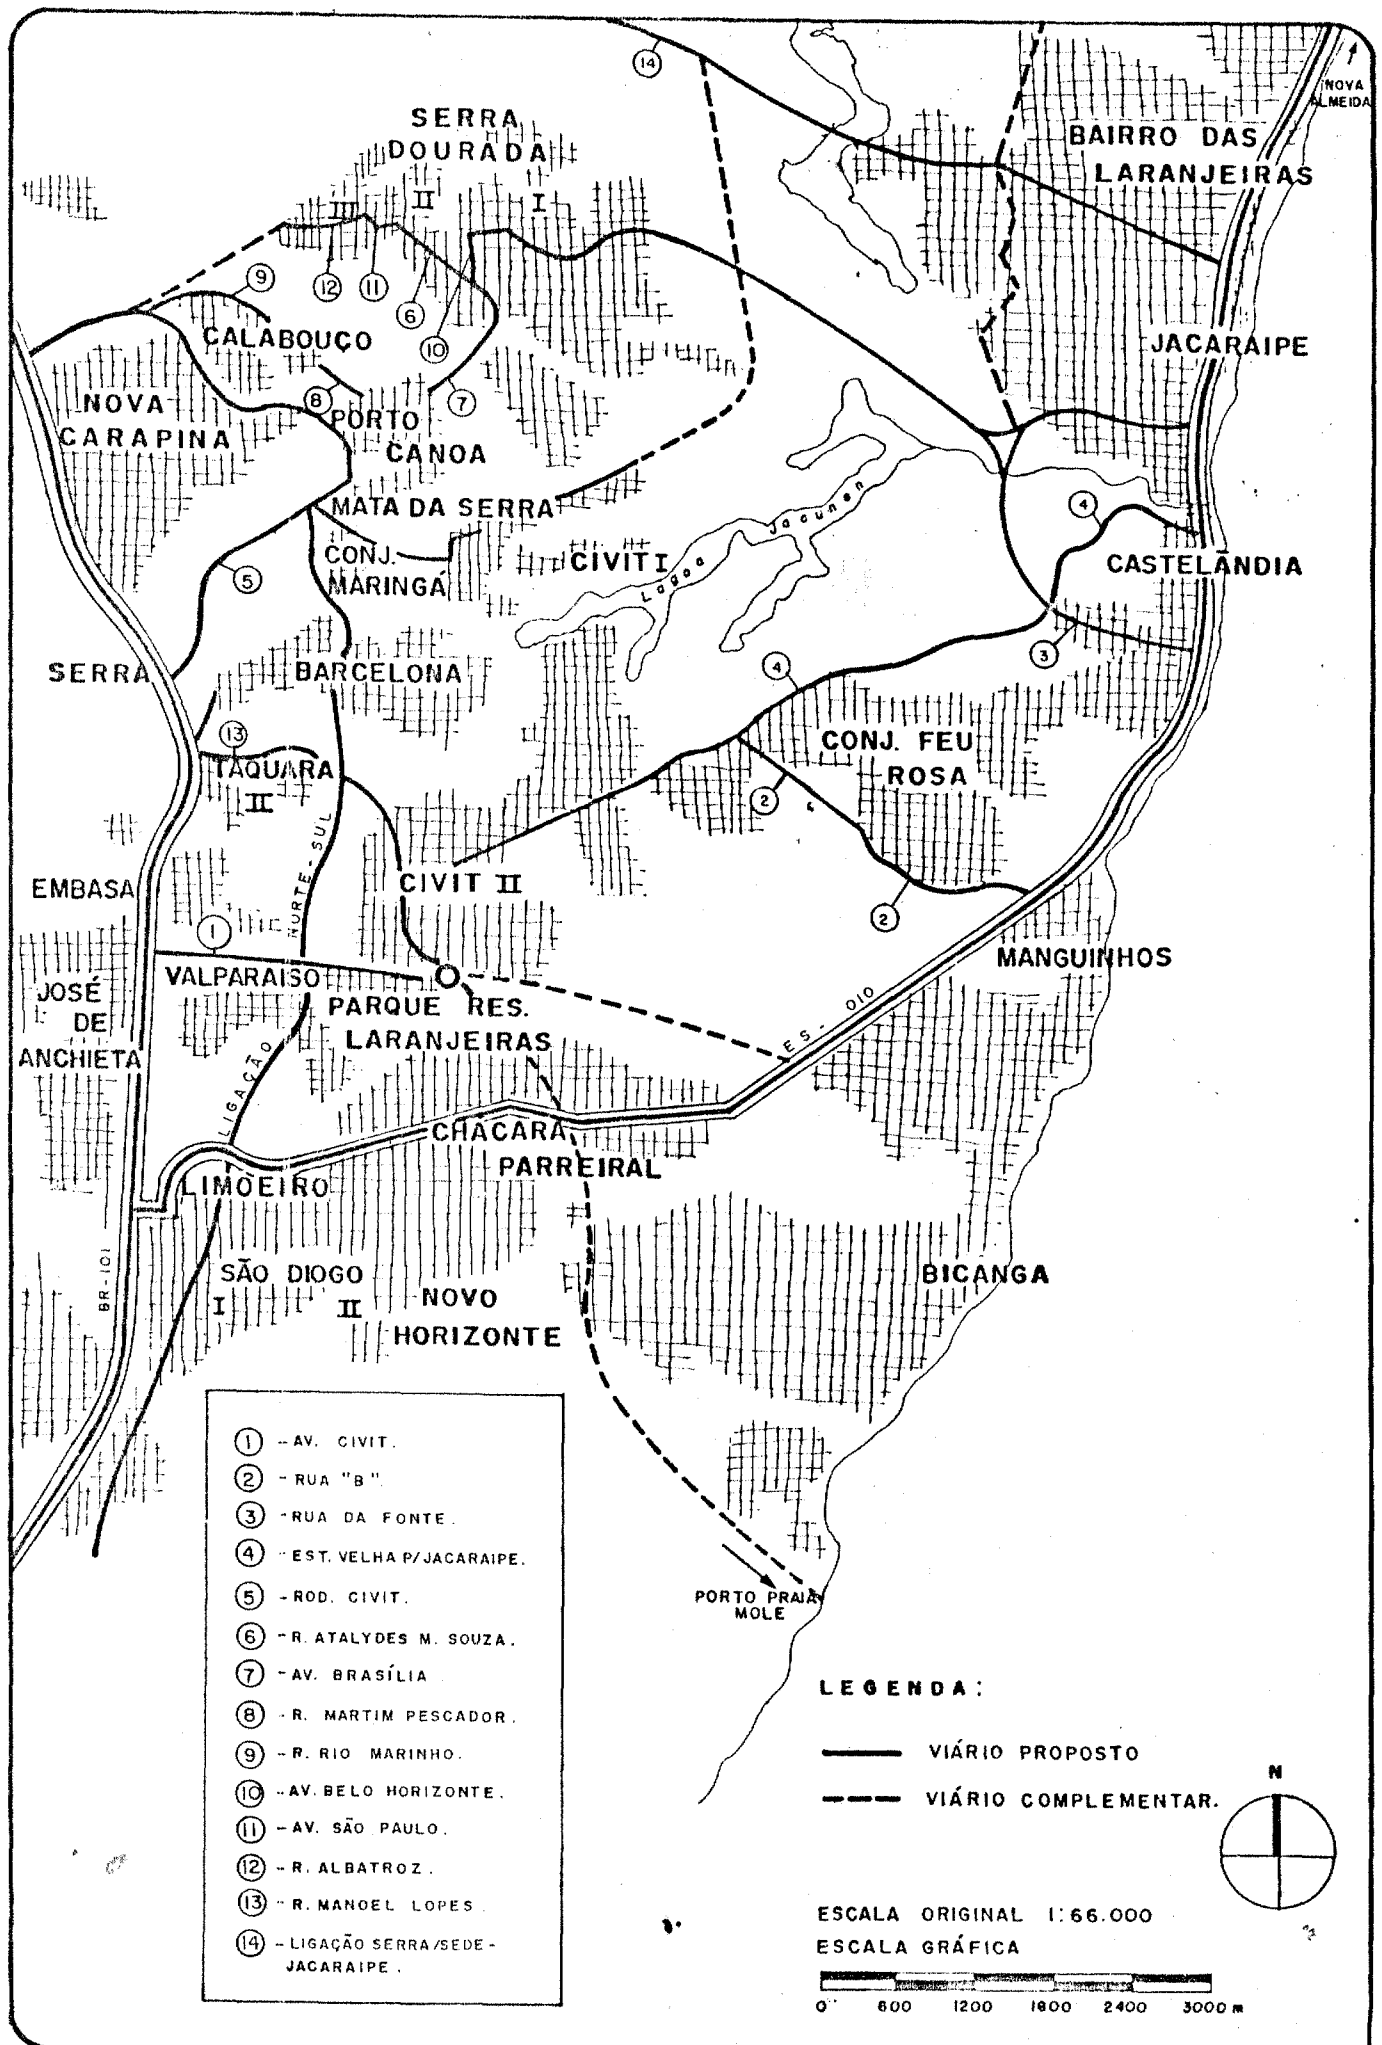 14
NOVA
ALMEIDA
SERRA
DOURADA
III
II
I
BAIRRO DAS
LARANJEIRAS
9
12
11
6
10
CALABOUÇO
JACARAIPE
8
7
NOVA
CARAPINA
PORTO
CANOA
MATA DA SERRA
CONJ.
MARINGÁ
CIVIT I
Lagoa Jacunen
4
CASTELÂNDIA
5
3
SERRA
BARCELONA
4
13
TAQUARA
II
CONJ. FEU
ROSA
2
NORTE-SUL
EMBASA
CIVIT II
1
2
VALPARAISO
MANGUINHOS
JOSÉ
DE
ANCHIETA
PARQUE RES.
LARANJEIRAS
ES-010
LIGAÇÃO
CHÁCARA
PARREIRAL
LIMOEIRO
BR-101
SÃO DIOGO
I
II
NOVO
HORIZONTE
BICANGA
1 - AV. CIVIT.
2 - RUA "B".
3 - RUA DA FONTE.
4 - EST. VELHA P/JACARAIPE.
5 - ROD. CIVIT.
6 - R. ATALYDES M. SOUZA.
7 - AV. BRASÍLIA
8 - R. MARTIM PESCADOR.
9 - R. RIO MARINHO.
10 - AV. BELO HORIZONTE.
11 - AV. SÃO PAULO.
12 - R. ALBATROZ.
13 - R. MANOEL LOPES.
14 - LIGAÇÃO SERRA/SEDE-
JACARAIPE.
PORTO PRAIA
MOLE
LEGENDA:
VIÁRIO PROPOSTO
VIÁRIO COMPLEMENTAR.
N
ESCALA ORIGINAL 1:66.000
ESCALA GRÁFICA
0 600 1200 1800 2400 3000 m